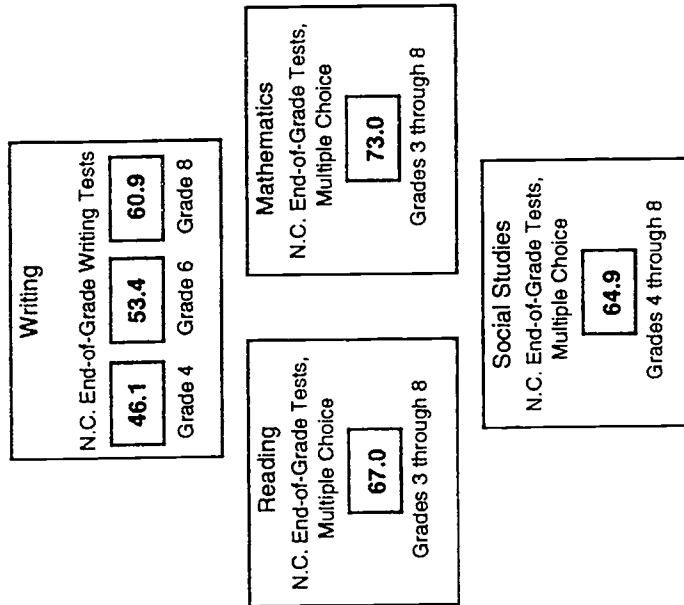 Writing
N.C. End-of-Grade Writing Tests
46.1 53.4 60.9
Grade 4 Grade 6 Grade 8
Reading
N.C. End-of-Grade Tests,
Multiple Choice
67.0
Grades 3 through 8
Mathematics
N.C. End-of-Grade Tests,
Multiple Choice
73.0
Grades 3 through 8
Social Studies
N.C. End-of-Grade Tests,
Multiple Choice
64.9
Grades 4 through 8